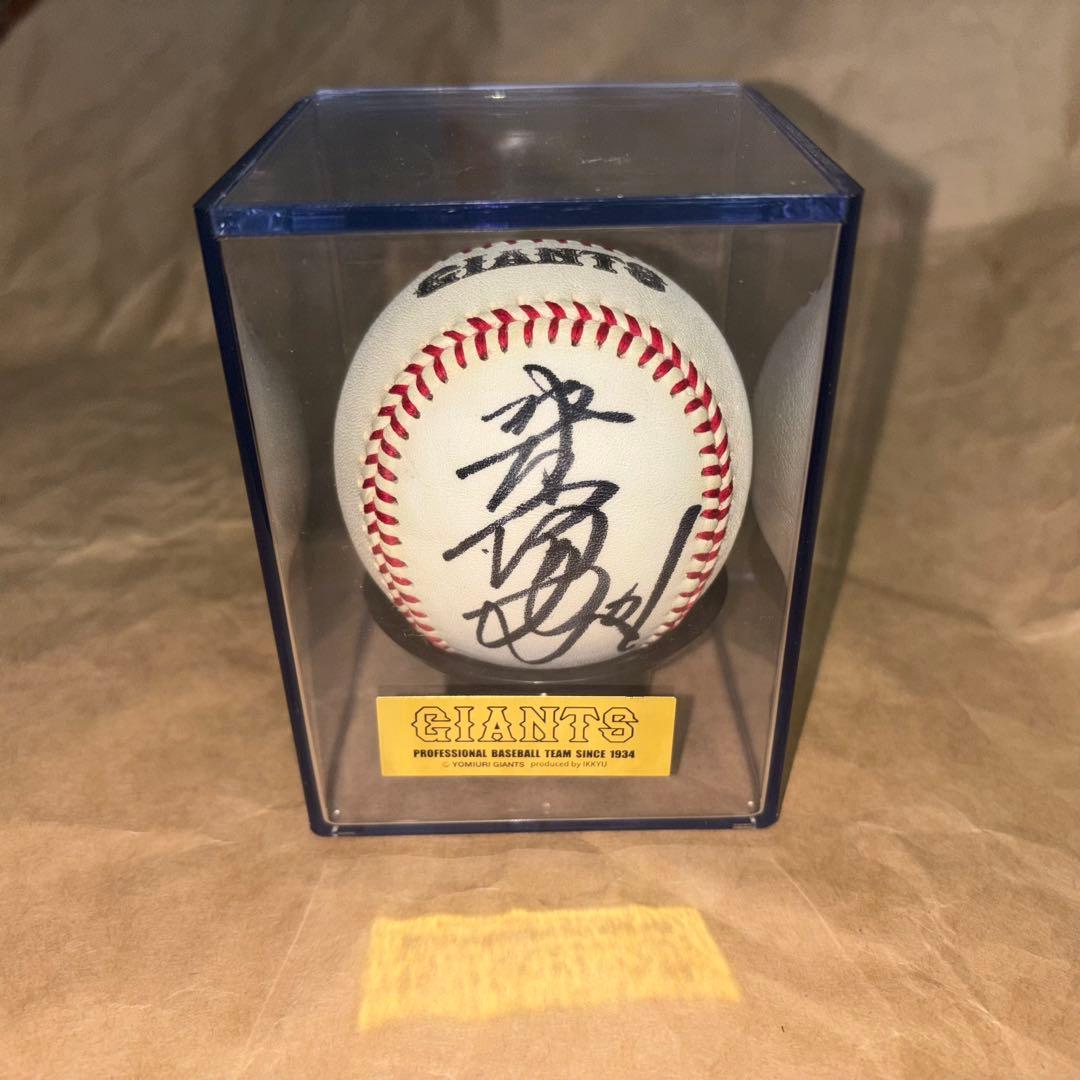 GIANTS
GIANTS
PROFESSIONAL BASEBALL TEAM SINCE 1934
© YOMIURI GIANTS produced by IKKYU